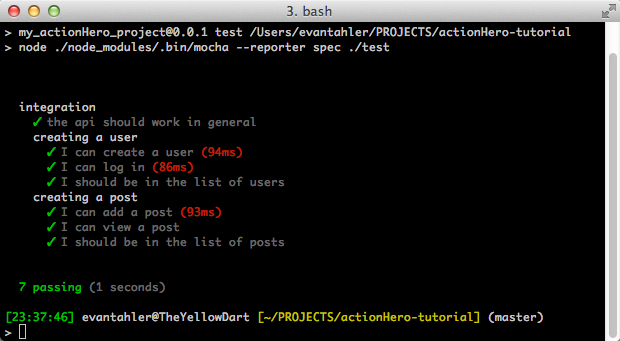 3. bash
> my_actionHero_project@0.0.1 test /Users/evantahler/PROJECTS/actionHero-tutorial
> node ./node_modules/.bin/mocha --reporter spec ./test
integration
✓ the api should work in general
creating a user
✓ I can create a user (94ms)
✓ I can log in (86ms)
✓ I should be in the list of users
creating a post
✓ I can add a post (93ms)
✓ I can view a post
✓ I should be in the list of posts
7 passing (1 seconds)
[23:37:46] evantahler@TheYellowDart [~/PROJECTS/actionHero-tutorial] (master)
>